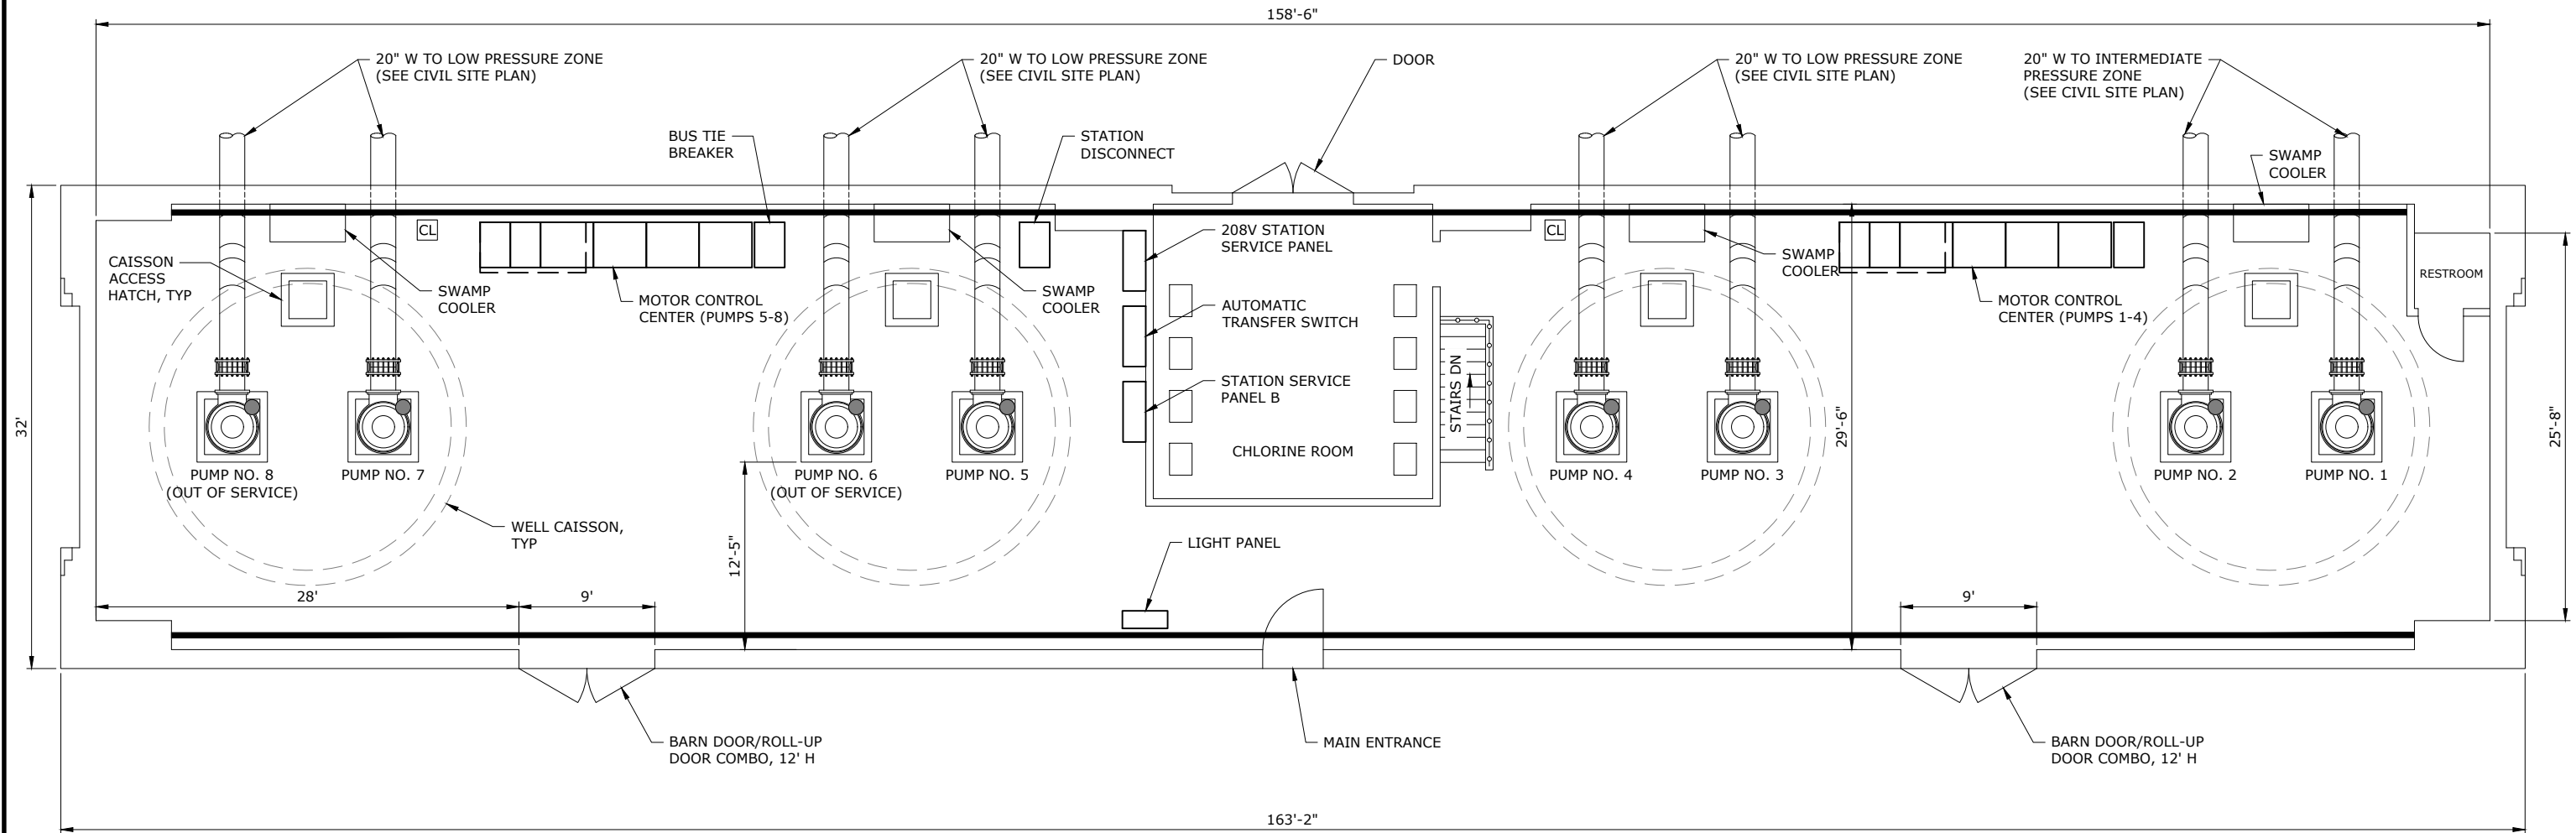 158'-6"
20" W TO LOW PRESSURE ZONE
(SEE CIVIL SITE PLAN)
20" W TO LOW PRESSURE ZONE
(SEE CIVIL SITE PLAN)
DOOR
20" W TO LOW PRESSURE ZONE
(SEE CIVIL SITE PLAN)
20" W TO INTERMEDIATE
PRESSURE ZONE
(SEE CIVIL SITE PLAN)
BUS TIE
BREAKER
STATION
DISCONNECT
SWAMP
COOLER
CL
208V STATION
SERVICE PANEL
CL
CAISSON
ACCESS
HATCH, TYP
SWAMP
COOLER
MOTOR CONTROL
CENTER (PUMPS 5-8)
SWAMP
COOLER
AUTOMATIC
TRANSFER SWITCH
SWAMP
COOLER
MOTOR CONTROL
CENTER (PUMPS 1-4)
RESTROOM
STATION SERVICE
PANEL B
STAIRS DN
32'
29'-6"
25'-8"
CHLORINE ROOM
PUMP NO. 8
(OUT OF SERVICE)
PUMP NO. 7
PUMP NO. 6
(OUT OF SERVICE)
PUMP NO. 5
PUMP NO. 4
PUMP NO. 3
PUMP NO. 2
PUMP NO. 1
WELL CAISSON,
TYP
12'-5"
LIGHT PANEL
28'
9'
9'
BARN DOOR/ROLL-UP
DOOR COMBO, 12' H
MAIN ENTRANCE
BARN DOOR/ROLL-UP
DOOR COMBO, 12' H
163'-2"